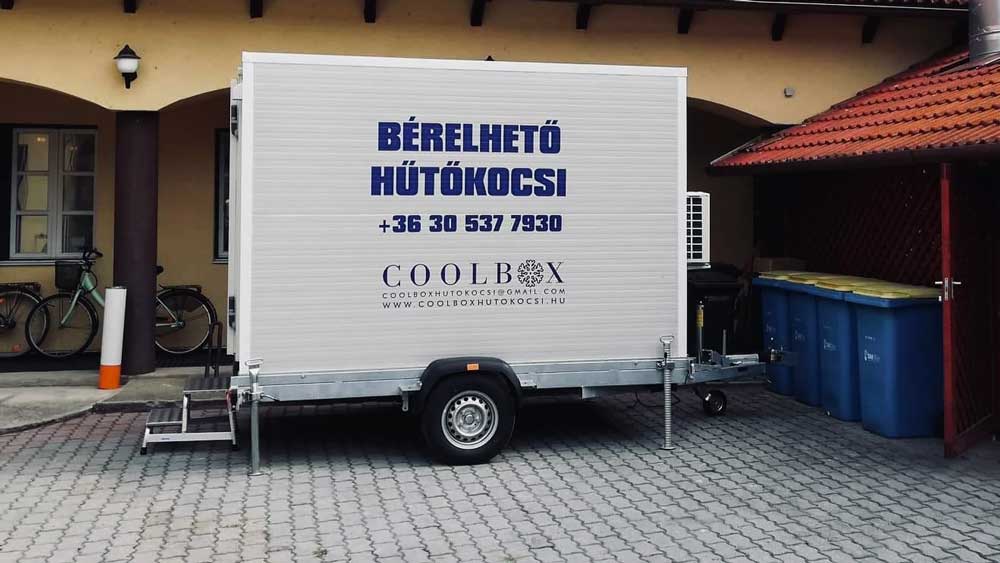 BÉRELHETŐ
HŰTŐKOCSI
+36 30 537 7930
COOLBOX
COOLBOXHUTOKOCSI@GMAIL.COM
WWW.COOLBOXHUTOKOCSI.HU